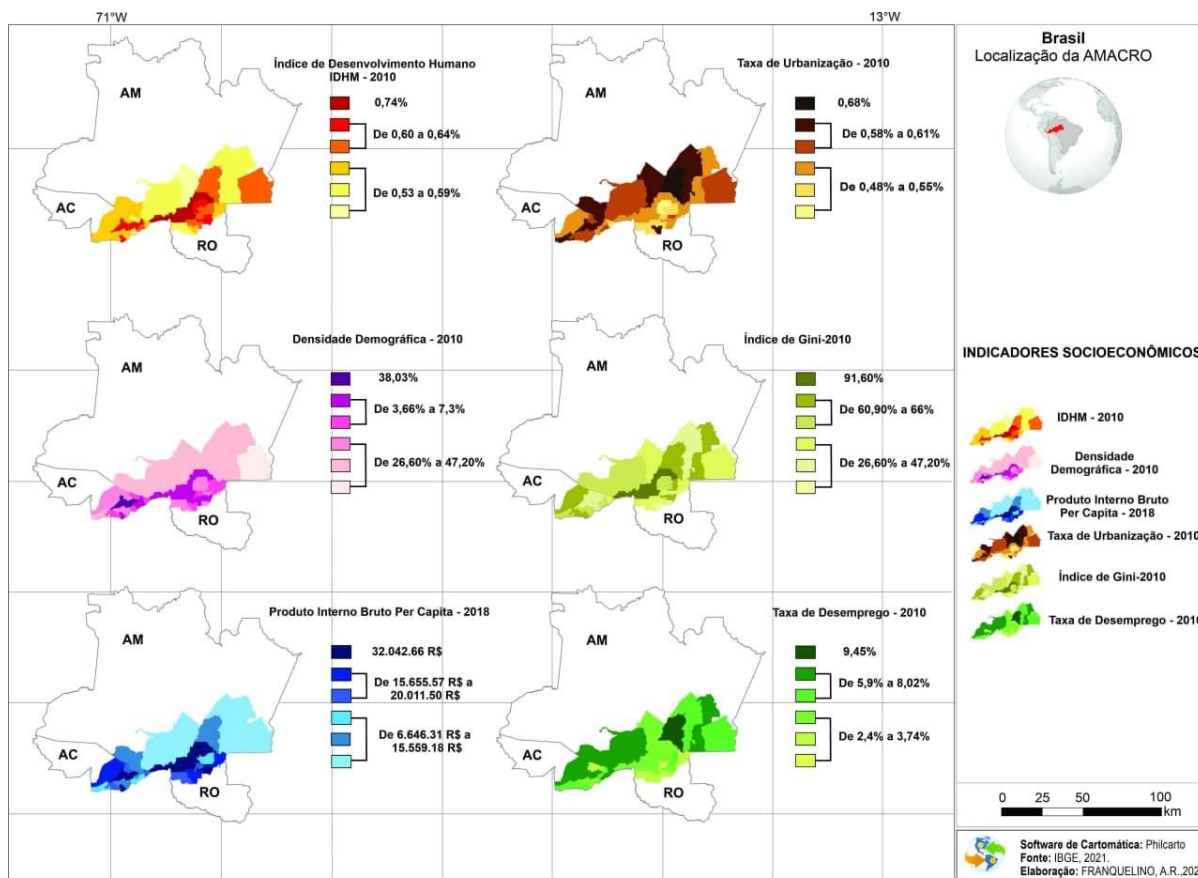 71°W
13°W
Índice de Desenvolvimento Humano
IDHM - 2010
AM
0,74%
De 0,60 a 0,64%
De 0,53 a 0,59%
AC
RO
Taxa de Urbanização - 2010
AM
0,68%
De 0,58% a 0,61%
De 0,48% a 0,55%
AC
RO
Densidade Demográfica - 2010
AM
38,03%
De 3,66% a 7,3%
De 26,60% a 47,20%
AC
RO
Índice de Gini-2010
AM
91,60%
De 60,90% a 66%
De 26,60% a 47,20%
AC
RO
Produto Interno Bruto Per Capita - 2018
AM
32.042.66 R$
De 15.655.57 R$ a
20.011.50 R$
De 6.646.31 R$ a
15.559.18 R$
AC
RO
Taxa de Desemprego - 2010
AM
9,45%
De 5,9% a 8,02%
De 2,4% a 3,74%
AC
RO
Brasil
Localização da AMACRO
INDICADORES SOCIOECONÔMICOS
IDHM - 2010
Densidade
Demográfica - 2010
Produto Interno Bruto
Per Capita - 2018
Taxa de Urbanização - 2010
Índice de Gini-2010
Taxa de Desemprego - 2010
0 25 50 100
km
Software de Cartomática: Philcarto
Fonte: IBGE, 2021.
Elaboração: FRANQUELINO, A.R.,202